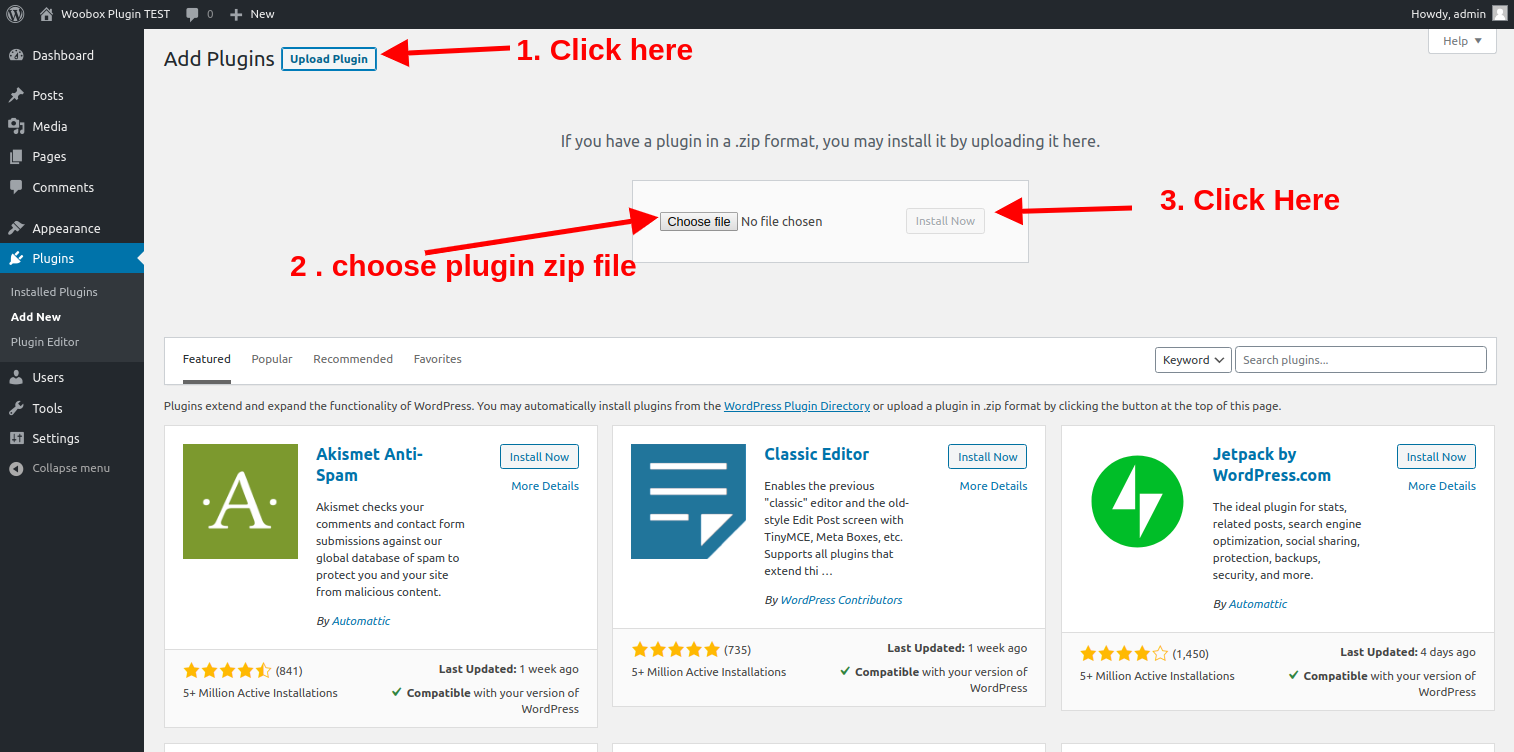 Woobox Plugin TEST 0 New Howdy, admin
Help
Dashboard
Posts
Media
Pages
Comments
Appearance
Plugins
Installed Plugins
Add New
Plugin Editor
Users
Tools
Settings
Collapse menu
Add Plugins Upload Plugin
1. Click here
If you have a plugin in a .zip format, you may install it by uploading it here.
Choose file No file chosen Install Now
3. Click Here
2 . choose plugin zip file
Featured Popular Recommended Favorites Keyword Search plugins...
Plugins extend and expand the functionality of WordPress. You may automatically install plugins from the WordPress Plugin Directory or upload a plugin in .zip format by clicking the button at the top of this page.
A
Akismet Anti-
Spam
Install Now
More Details
Akismet checks your
comments and contact form
submissions against our
global database of spam to
protect you and your site
from malicious content.
By Automattic
(841)
5+ Million Active Installations
Last Updated: 1 week ago
Compatible with your version of
WordPress
Classic Editor
Install Now
More Details
Enables the previous
"classic" editor and the old-
style Edit Post screen with
TinyMCE, Meta Boxes, etc.
Supports all plugins that
extend thi …
By WordPress Contributors
(735)
5+ Million Active Installations
Last Updated: 1 week ago
Compatible with your version of
WordPress
Jetpack by
WordPress.com
Install Now
More Details
The ideal plugin for stats,
related posts, search engine
optimization, social sharing,
protection, backups,
security, and more.
By Automattic
(1,450)
5+ Million Active Installations
Last Updated: 4 days ago
Compatible with your version of
WordPress